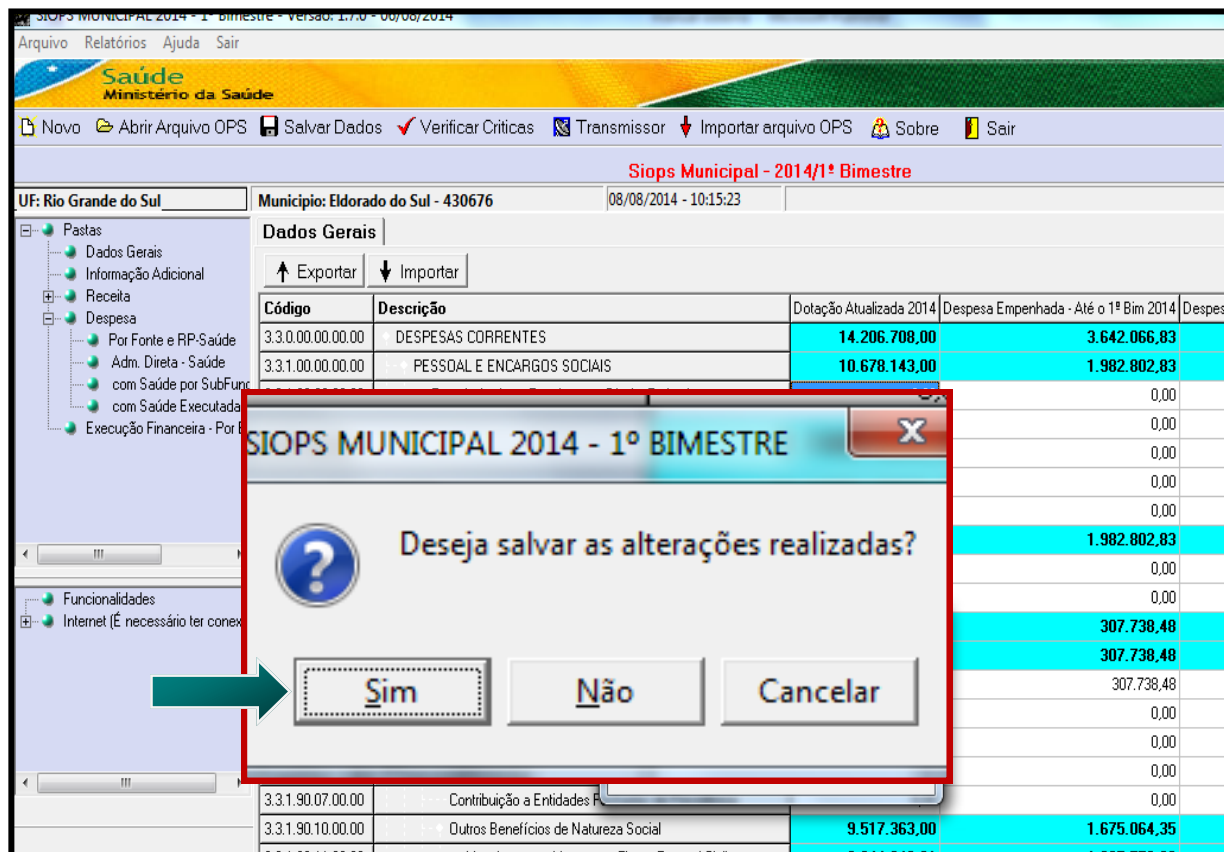 SIOPS MUNICIPAL 2014 - 1º Bimestre - Versão: 1.7.0 - 06/08/2014
Arquivo Relatórios Ajuda Sair
Saúde
Ministério da Saúde
Novo Abrir Arquivo OPS Salvar Dados Verificar Criticas Transmissor Importar arquivo OPS Sobre Sair
Siops Municipal - 2014/1º Bimestre
UF: Rio Grande do Sul Municipio: Eldorado do Sul - 430676 08/08/2014 - 10:15:23
Pastas
Dados Gerais
Informação Adicional
Receita
Despesa
Por Fonte e RP-Saúde
Adm. Direta - Saúde
com Saúde por SubFunç
com Saúde Executada
Execução Financeira - Por
Funcionalidades
Internet (É necessário ter conex
Dados Gerais
Exportar Importar
Código Descrição Dotação Atualizada 2014 Despesa Empenhada - Até o 1º Bim 2014 Despes
3.3.0.00.00.00.00 DESPESAS CORRENTES 14.206.708,00 3.642.066,83
3.3.1.00.00.00.00 PESSOAL E ENCARGOS SOCIAIS 10.678.143,00 1.982.802,83
0,00
0,00
0,00
0,00
0,00
1.982.802,83
0,00
0,00
307.738,48
307.738,48
307.738,48
0,00
0,00
0,00
SIOPS MUNICIPAL 2014 - 1º BIMESTRE
Deseja salvar as alterações realizadas?
Sim Não Cancelar
3.3.1.90.07.00.00 Contribuição a Entidades 0,00
3.3.1.90.10.00.00 Outros Benefícios de Natureza Social 9.517.363,00 1.675.064,35